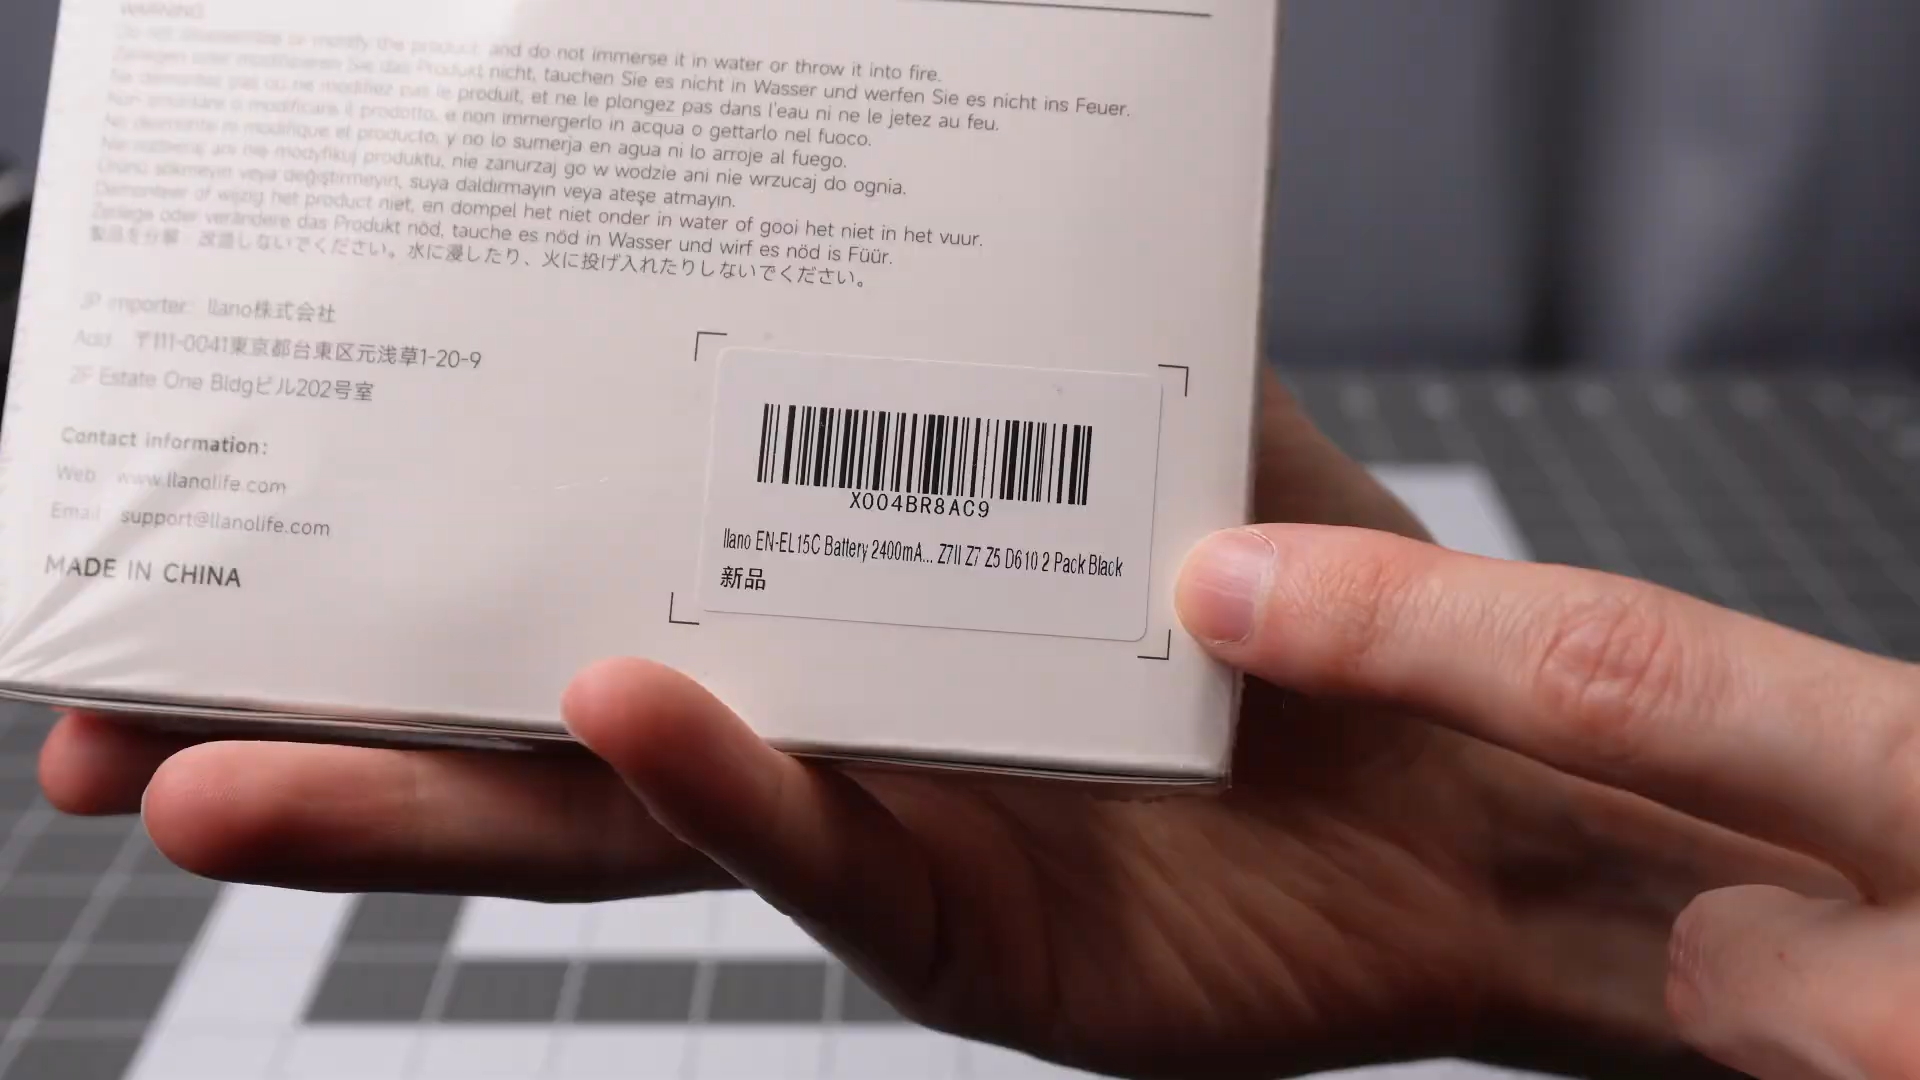 WARNING
Do not disassemble or modify the product, and do not immerse it in water or throw it into fire.
Zerlegen oder modifizieren Sie das Produkt nicht, tauchen Sie es nicht in Wasser und werfen Sie es nicht ins Feuer.
Ne démontez pas ou ne modifiez pas le produit, et ne le plongez pas dans l'eau ni ne le jetez au feu.
Non smontare o modificare il prodotto, e non immergerlo in acqua o gettarlo nel fuoco.
No desmonte ni modifique el producto, y no lo sumerja en agua ni lo arroje al fuego.
Nie rozbieraj ani nie modyfikuj produktu, nie zanurzaj go w wodzie ani nie wrzucaj do ognia.
Ürünü sökmeyin veya değiştirmeyin, suya daldırmayın veya ateşe atmayın.
Demonteer of wijzig het product niet, en dompel het niet onder in water of gooi het niet in het vuur.
Zerlege oder verändere das Produkt nöd, tauche es nöd in Wasser und wirf es nöd is Füür.
製品を分解、改造しないでください。水に浸したり、火に投げ入れたりしないでください。
JP importer: llano株式会社
Add 〒111-0041東京都台東区元浅草1-20-9
2F Estate One Bldgビル202号室
Contact information:
Web www.llanolife.com
Email support@llanolife.com
MADE IN CHINA
X004BR8AC9
llano EN-EL15C Battery 2400mA... Z7II Z7 Z5 D610 2 Pack Black
新品